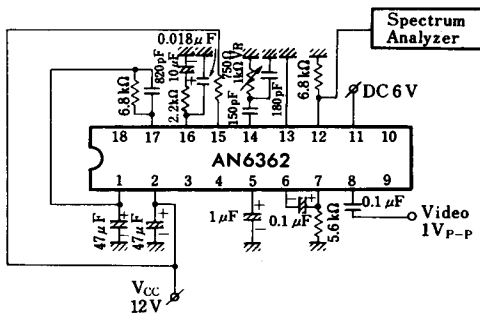 Spectrum
Analyzer
0.018μF
820pF
10μF
6.8kΩ
2.2kΩ
750Ω
1kΩVR
150pF
180pF
6.8kΩ
DC 6V
18 17 16 15 14 13 12 11 10
AN6362
1 2 3 4 5 6 7 8 9
47μF
47μF
1μF
0.1μF
5.6kΩ
0.1μF
Video
1V P-P
VCC
12V